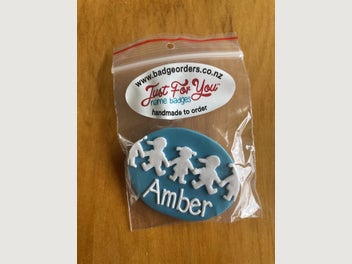 www.badgeorders.co.nz
Just For You
name badges
handmade to order
Amber